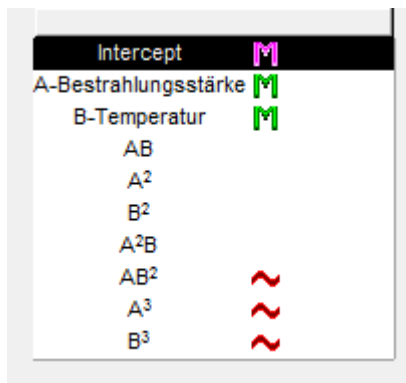 Intercept M
A-Bestrahlungsstärke M
B-Temperatur M
AB
A²
B²
A²B
AB² ~
A³ ~
B³ ~